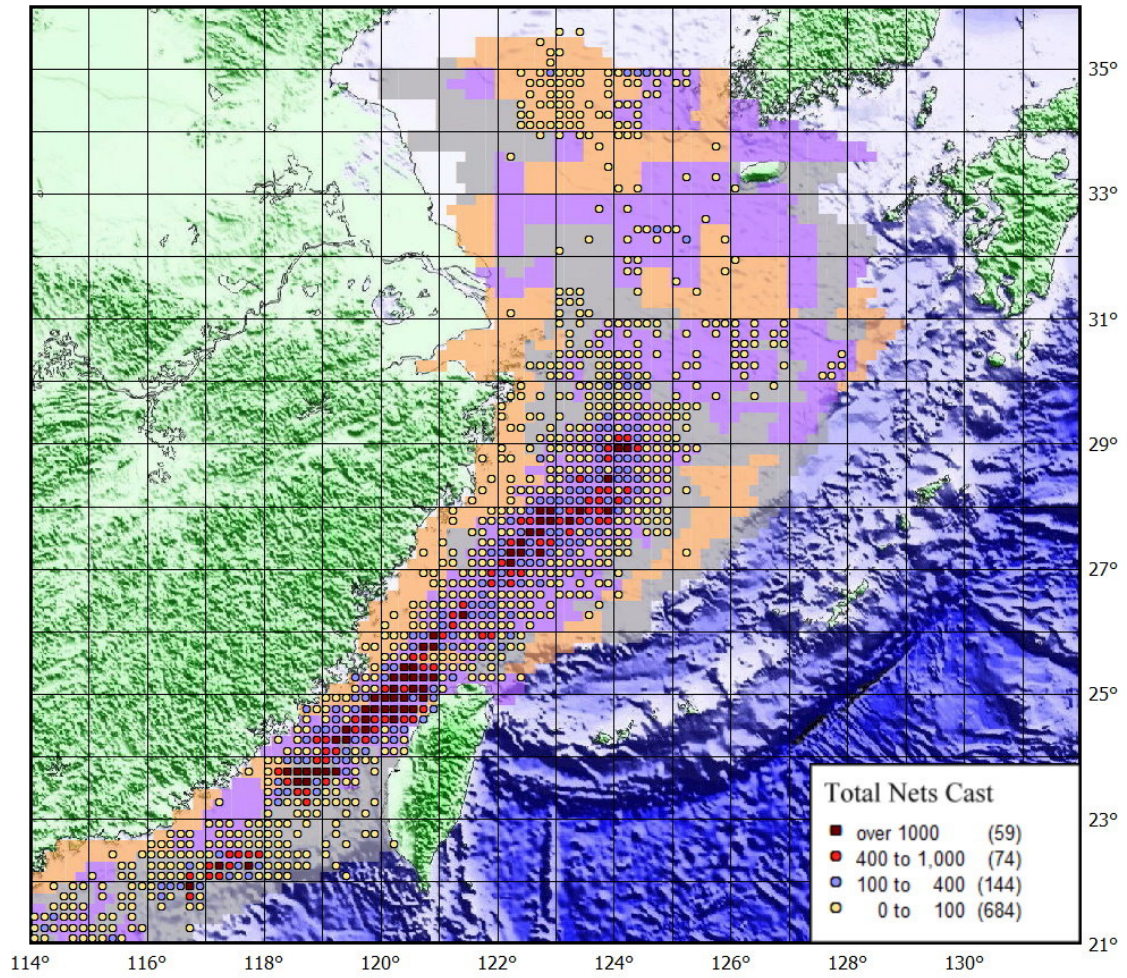 35°
33°
31°
29°
27°
25°
23°
21°
Total Nets Cast
over 1000 (59)
400 to 1,000 (74)
100 to 400 (144)
0 to 100 (684)
114° 116° 118° 120° 122° 124° 126° 128° 130°